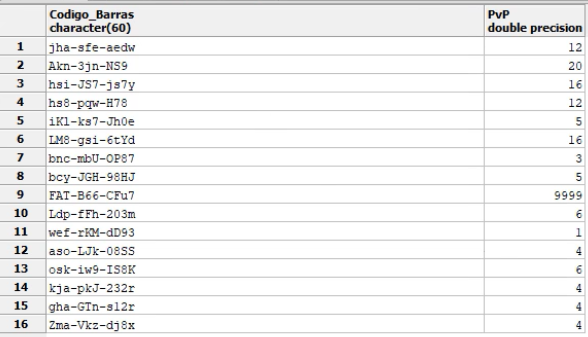 Codigo_Barras PvP
character(60) double precision
1 jha-sfe-aedw 12
2 Akn-3jn-NS9 20
3 hsi-JS7-js7y 16
4 hs8-pqw-H78 12
5 iKl-ks7-Jh0e 5
6 LM8-gsi-6tYd 16
7 bnc-mbU-OP87 3
8 bcy-JGH-98HJ 5
9 FAT-B66-CFu7 9999
10 Ldp-fFh-203m 6
11 wef-rKM-dD93 1
12 aso-LJk-08SS 4
13 osk-iw9-IS8K 6
14 kja-pkJ-232r 4
15 gha-GTn-s12r 4
16 Zma-Vkz-dj8x 4